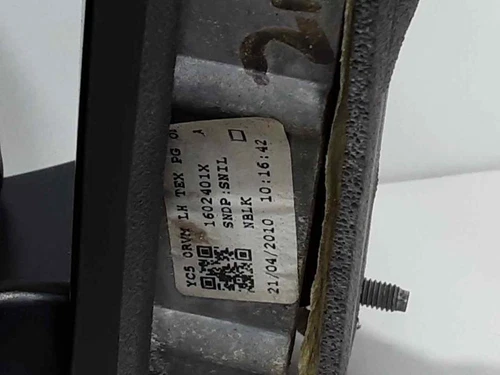 YC5 ORVM LH TEX PG
1602401X
SNDP:SNIL
NBLK
21/04/2010 10:16:42